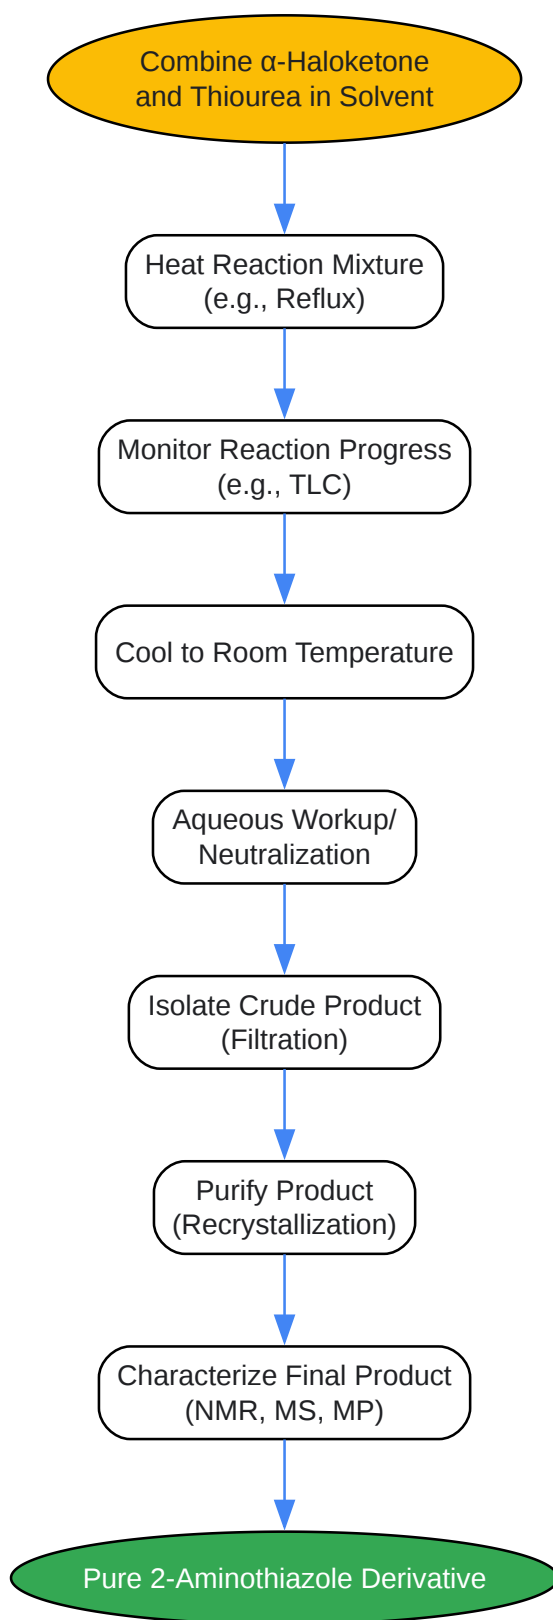 Combine α-Haloketone
and Thiourea in Solvent
Heat Reaction Mixture
(e.g., Reflux)
Monitor Reaction Progress
(e.g., TLC)
Cool to Room Temperature
Aqueous Workup/
Neutralization
Isolate Crude Product
(Filtration)
Purify Product
(Recrystallization)
Characterize Final Product
(NMR, MS, MP)
Pure 2-Aminothiazole Derivative